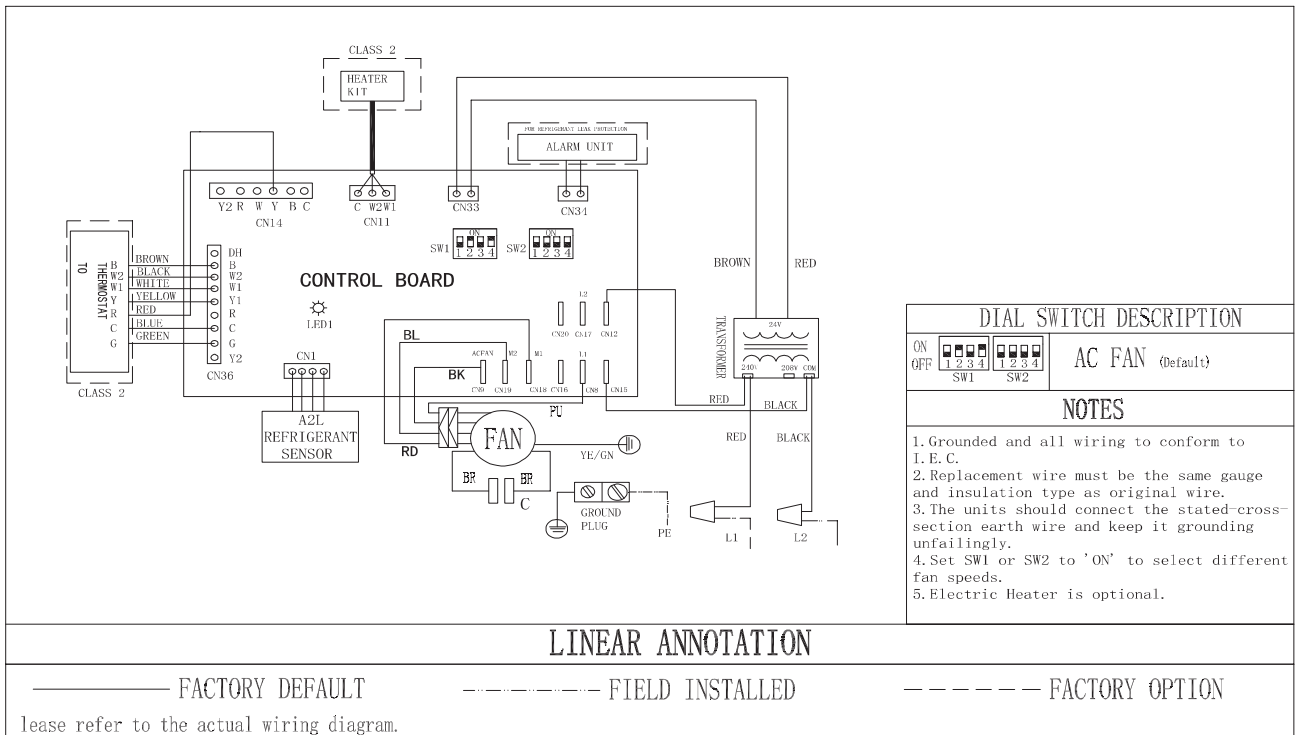 CLASS 2
HEATER
KIT
FOR REFRIGERANT LEAK PROTECTION
ALARM UNIT
Y2 R W Y B C
CN14
C W2 W1
CN11
CN33
CN34
SW1
ON
1 2 3 4
SW2
ON
1 2 3 4
TO
THERMOSTAT
B
W2
W1
Y
R
C
G
CLASS 2
BROWN
BLACK
WHITE
YELLOW
RED
BLUE
GREEN
DH
B
W2
W1
Y1
R
C
G
Y2
CN36
CONTROL BOARD
LED1
CN1
A2L
REFRIGERANT
SENSOR
L2
CN20 CN17 CN12
ACFAN M2 M1 L1
CN9 CN19 CN18 CN16 CN8 CN15
BL
BK
RD
PU
FAN
YE/GN
BR BR
C
GROUND
PLUG
PE
BROWN
RED
TRANSFORMER
24V
240V 208V COM
RED
BLACK
RED
BLACK
L1
L2
DIAL SWITCH DESCRIPTION
ON
OFF
1 2 3 4
SW1
1 2 3 4
SW2
AC FAN (Default)
NOTES
1.Grounded and all wiring to conform to
I.E.C.
2.Replacement wire must be the same gauge
and insulation type as original wire.
3.The units should connect the stated-cross-
section earth wire and keep it grounding
unfailingly.
4.Set SW1 or SW2 to 'ON' to select different
fan speeds.
5.Electric Heater is optional.
LINEAR ANNOTATION
FACTORY DEFAULT
FIELD INSTALLED
FACTORY OPTION
lease refer to the actual wiring diagram.